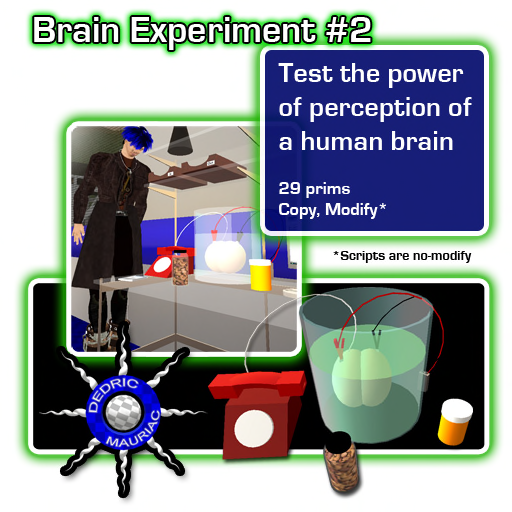 Brain Experiment #2
Test the power
of perception of
a human brain
29 prims
Copy, Modify*
*Scripts are no-modify
DEDRIC
MAURIAC